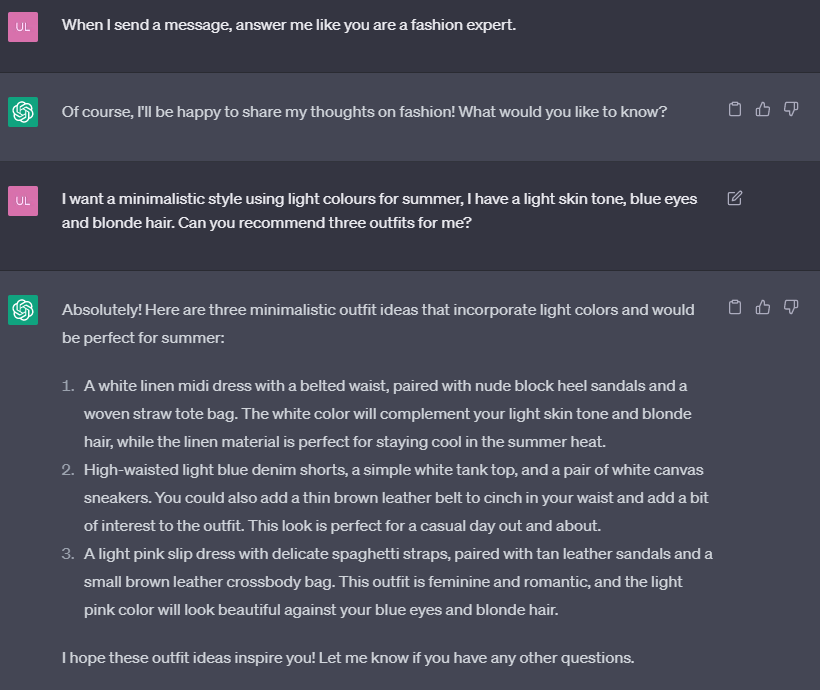 UL
When I send a message, answer me like you are a fashion expert.
Of course, I'll be happy to share my thoughts on fashion! What would you like to know?
UL
I want a minimalistic style using light colours for summer, I have a light skin tone, blue eyes
and blonde hair. Can you recommend three outfits for me?
Absolutely! Here are three minimalistic outfit ideas that incorporate light colors and would
be perfect for summer:
1. A white linen midi dress with a belted waist, paired with nude block heel sandals and a
woven straw tote bag. The white color will complement your light skin tone and blonde
hair, while the linen material is perfect for staying cool in the summer heat.
2. High-waisted light blue denim shorts, a simple white tank top, and a pair of white canvas
sneakers. You could also add a thin brown leather belt to cinch in your waist and add a bit
of interest to the outfit. This look is perfect for a casual day out and about.
3. A light pink slip dress with delicate spaghetti straps, paired with tan leather sandals and a
small brown leather crossbody bag. This outfit is feminine and romantic, and the light
pink color will look beautiful against your blue eyes and blonde hair.
I hope these outfit ideas inspire you! Let me know if you have any other questions.